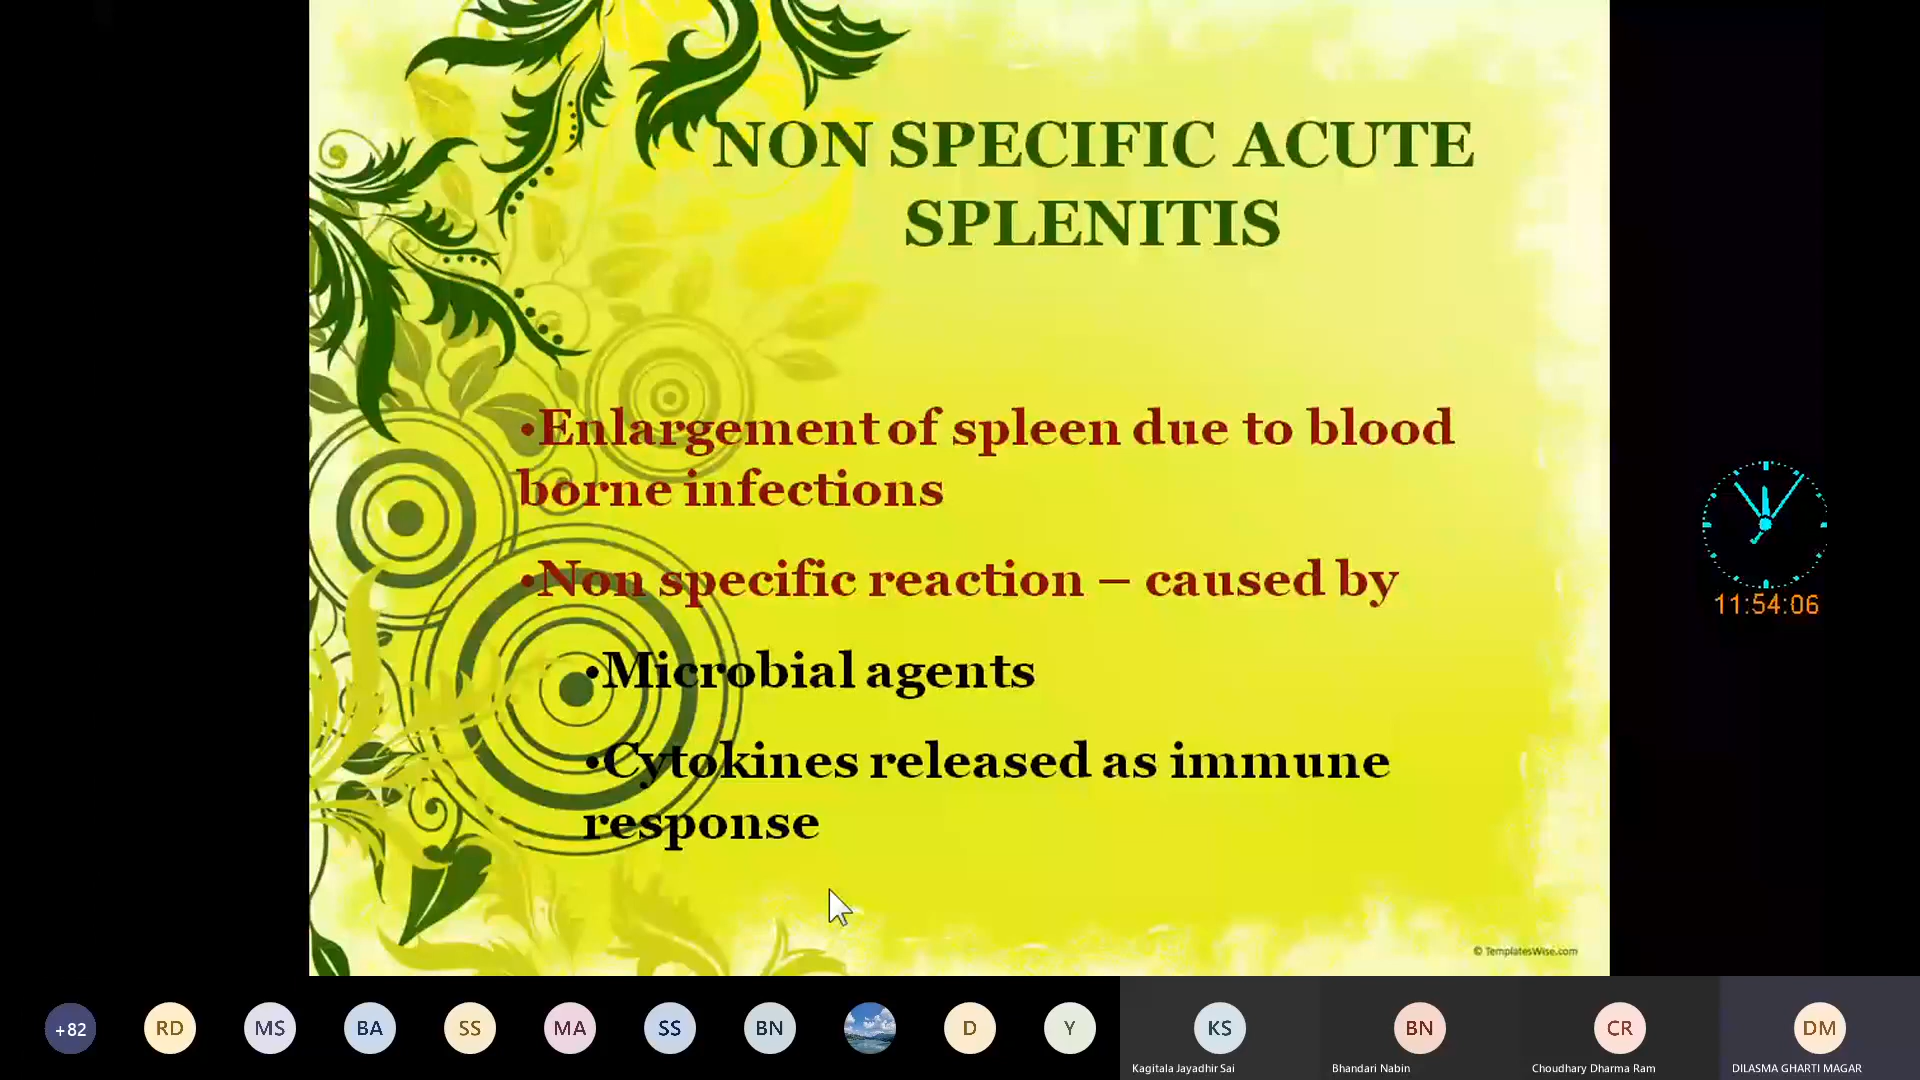 NON SPECIFIC ACUTE
SPLENITIS
•Enlargement of spleen due to blood
borne infections
•Non specific reaction – caused by
•Microbial agents
•Cytokines released as immune
response
11:54:06
© TemplatesWise.com
+82
RD
MS
BA
SS
MA
SS
BN
D
Y
KS
BN
CR
DM
Kagitala Jayadhir Sai
Bhandari Nabin
Choudhary Dharma Ram
DILASMA GHARTI MAGAR